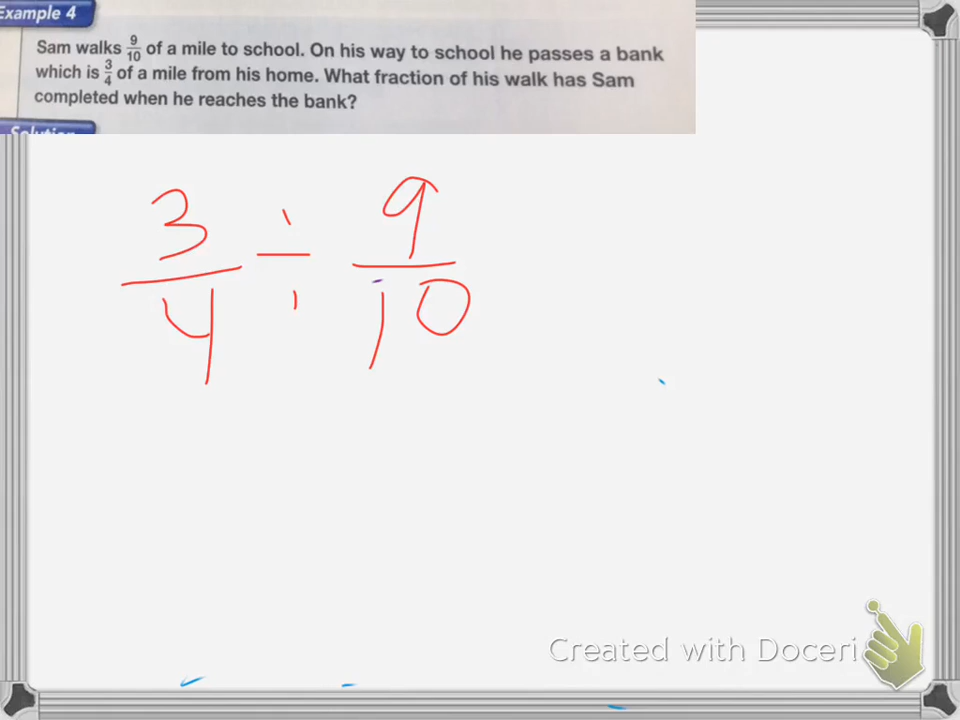 Example 4
Sam walks 9/10 of a mile to school. On his way to school he passes a bank
which is 3/4 of a mile from his home. What fraction of his walk has Sam
completed when he reaches the bank?
Solution
3/4 ÷ 9/10
Created with Doceri